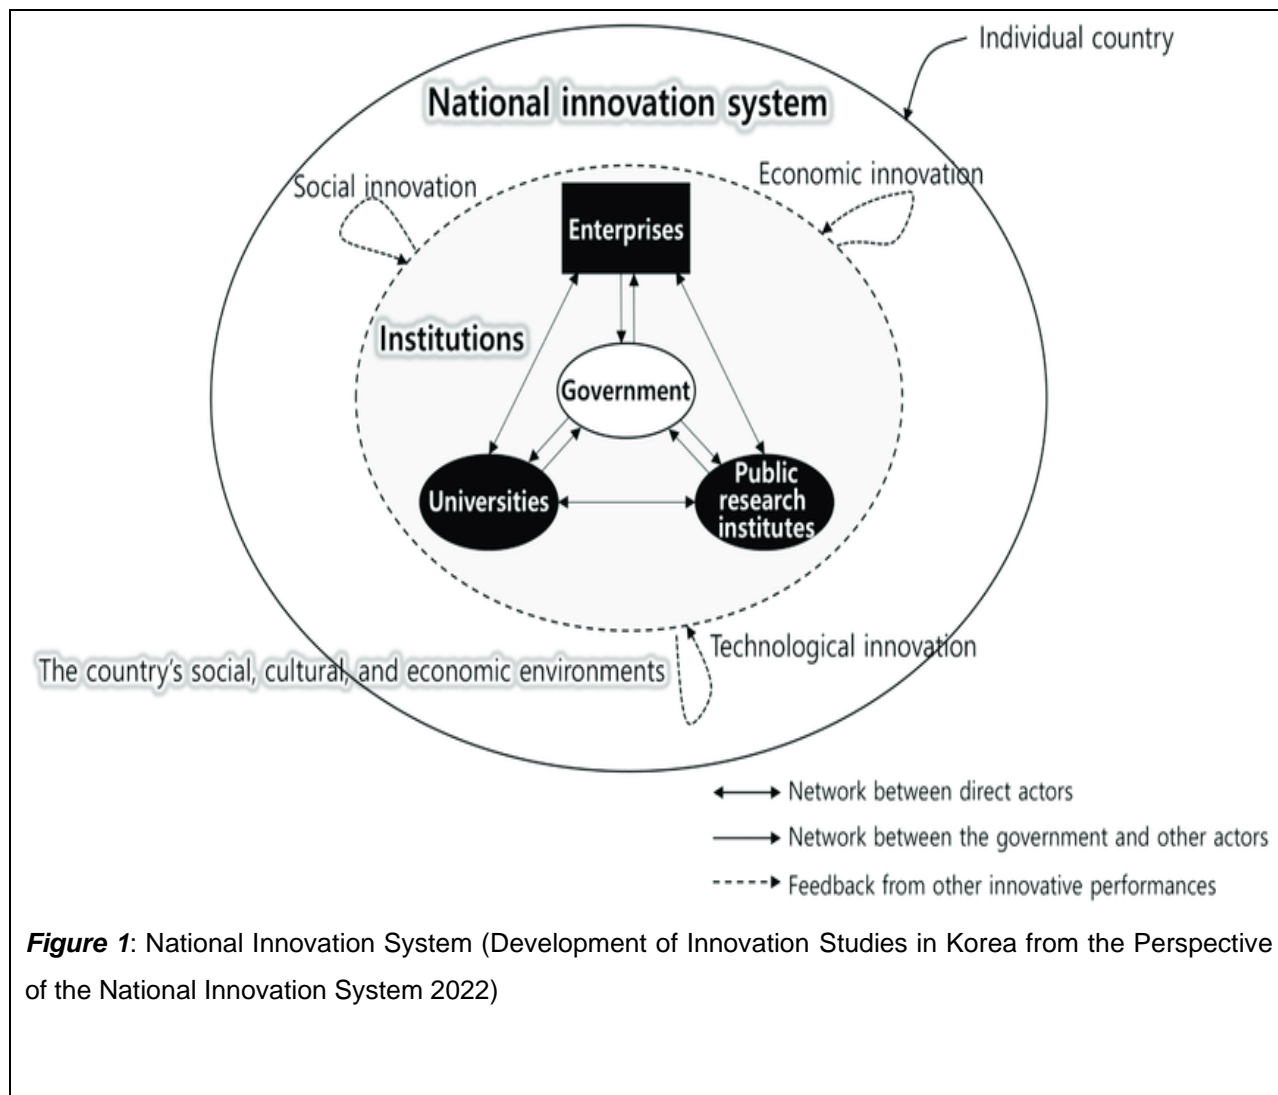 Individual country
National innovation system
Social innovation
Economic innovation
Enterprises
Institutions
Government
Universities
Public
research
institutes
Technological innovation
The country's social, cultural, and economic environments
Network between direct actors
Network between the government and other actors
Feedback from other innovative performances
Figure 1: National Innovation System (Development of Innovation Studies in Korea from the Perspective
of the National Innovation System 2022)